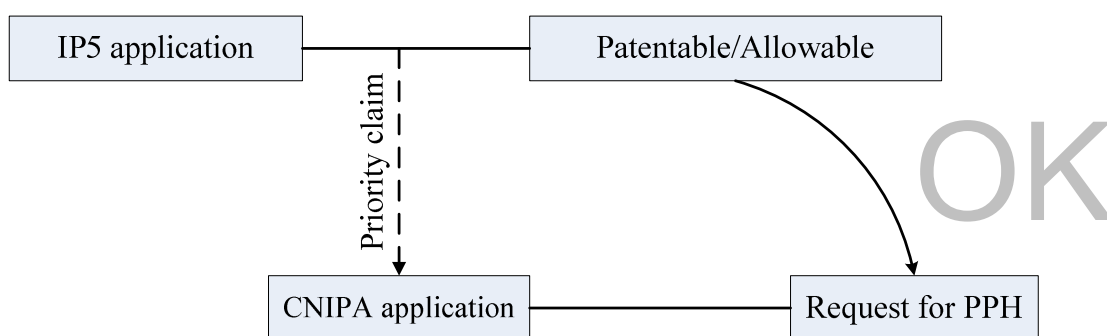 IP5 application
Patentable/Allowable
Priority claim
OK
CNIPA application
Request for PPH